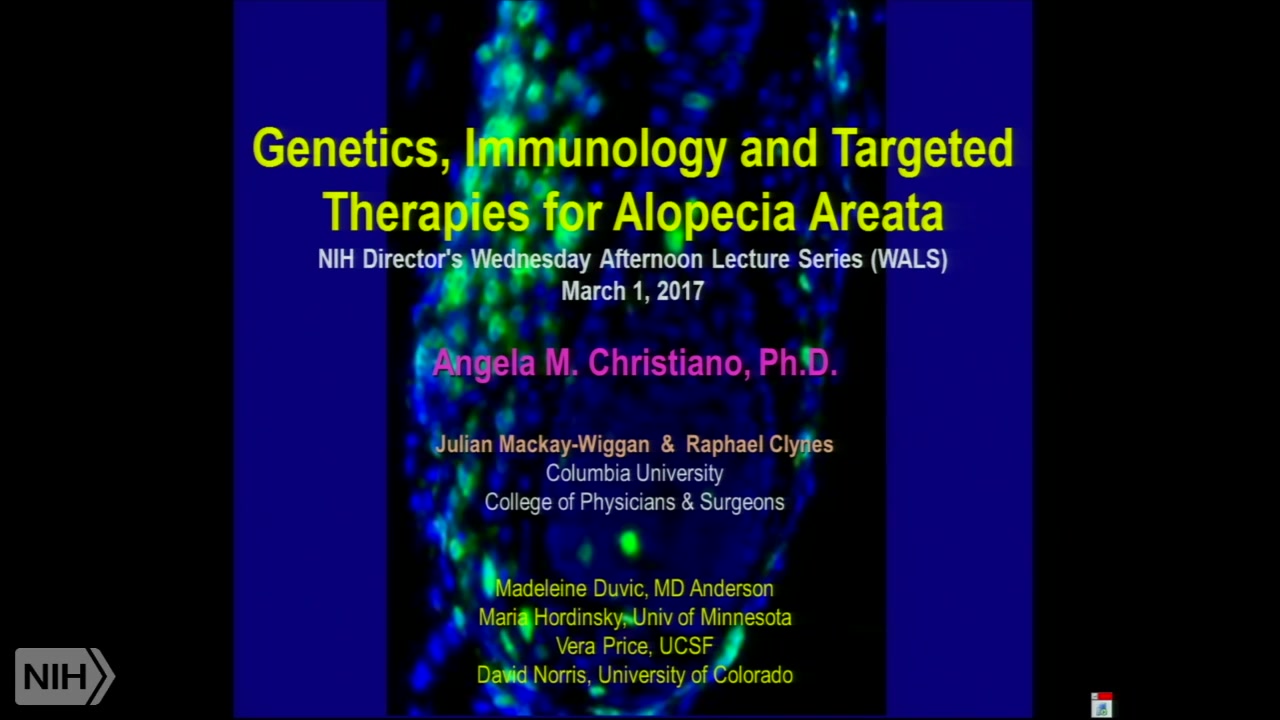 Genetics, Immunology and Targeted
Therapies for Alopecia Areata
NIH Director's Wednesday Afternoon Lecture Series (WALS)
March 1, 2017
Angela M. Christiano, Ph.D.
Julian Mackay-Wiggan & Raphael Clynes
Columbia University
College of Physicians & Surgeons
Madeleine Duvic, MD Anderson
Maria Hordinsky, Univ of Minnesota
Vera Price, UCSF
David Norris, University of Colorado
NIH